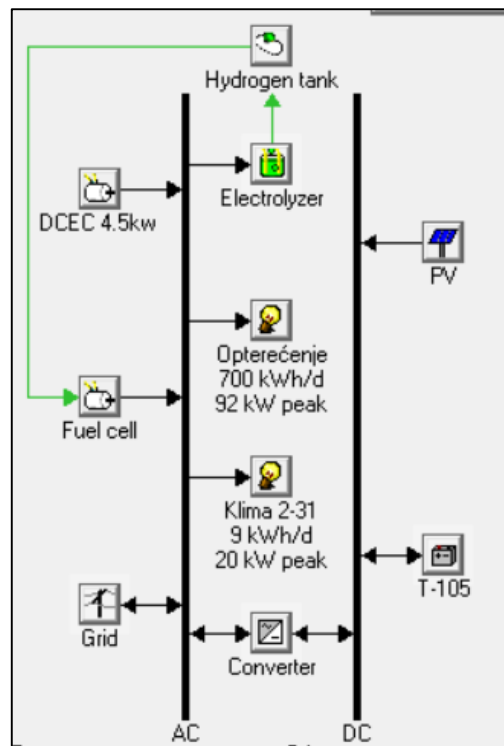 Hydrogen tank
DCEC 4.5kw
Electrolyzer
PV
Opterećenje
700 kWh/d
92 kW peak
Fuel cell
Klima 2-31
9 kWh/d
20 kW peak
T-105
Grid
Converter
AC
DC